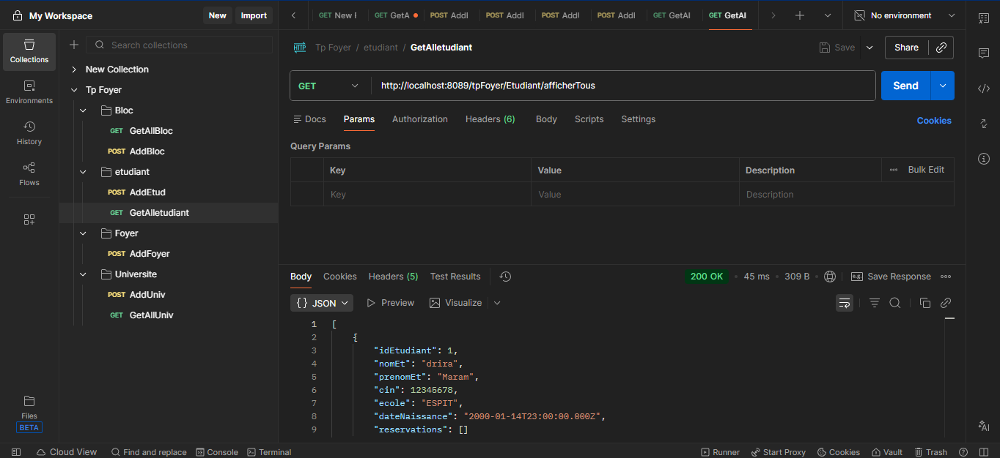 My Workspace
New
Import
GET New F
GET GetA
POST AddI
POST AddI
POST AddI
POST AddI
GET GetAI
GET GetAI
No environment
Collections
Environments
History
Flows
Files
BETA
Search collections
New Collection
Tp Foyer
Bloc
GET GetAllBloc
POST AddBloc
etudiant
POST AddEtud
GET GetAlletudiant
Foyer
POST AddFoyer
Universite
POST AddUniv
GET GetAllUniv
HTTP Tp Foyer / etudiant / GetAlletudiant
Save
Share
GET http://localhost:8089/tpFoyer/Etudiant/afficherTous
Send
Docs Params Authorization Headers (6) Body Scripts Settings
Cookies
Query Params
Key Value Description Bulk Edit
Key Value Description
Body Cookies Headers (5) Test Results
200 OK • 45 ms • 309 B • e.g. Save Response
{} JSON Preview Visualize
1 [
2 {
3 "idEtudiant": 1,
4 "nomEt": "drira",
5 "prenomEt": "Maram",
6 "cin": 12345678,
7 "ecole": "ESPIT",
8 "dateNaissance": "2000-01-14T23:00:00.000Z",
9 "reservations": []
AI
Cloud View Find and replace Console Terminal
Runner Start Proxy Cookies Vault Trash